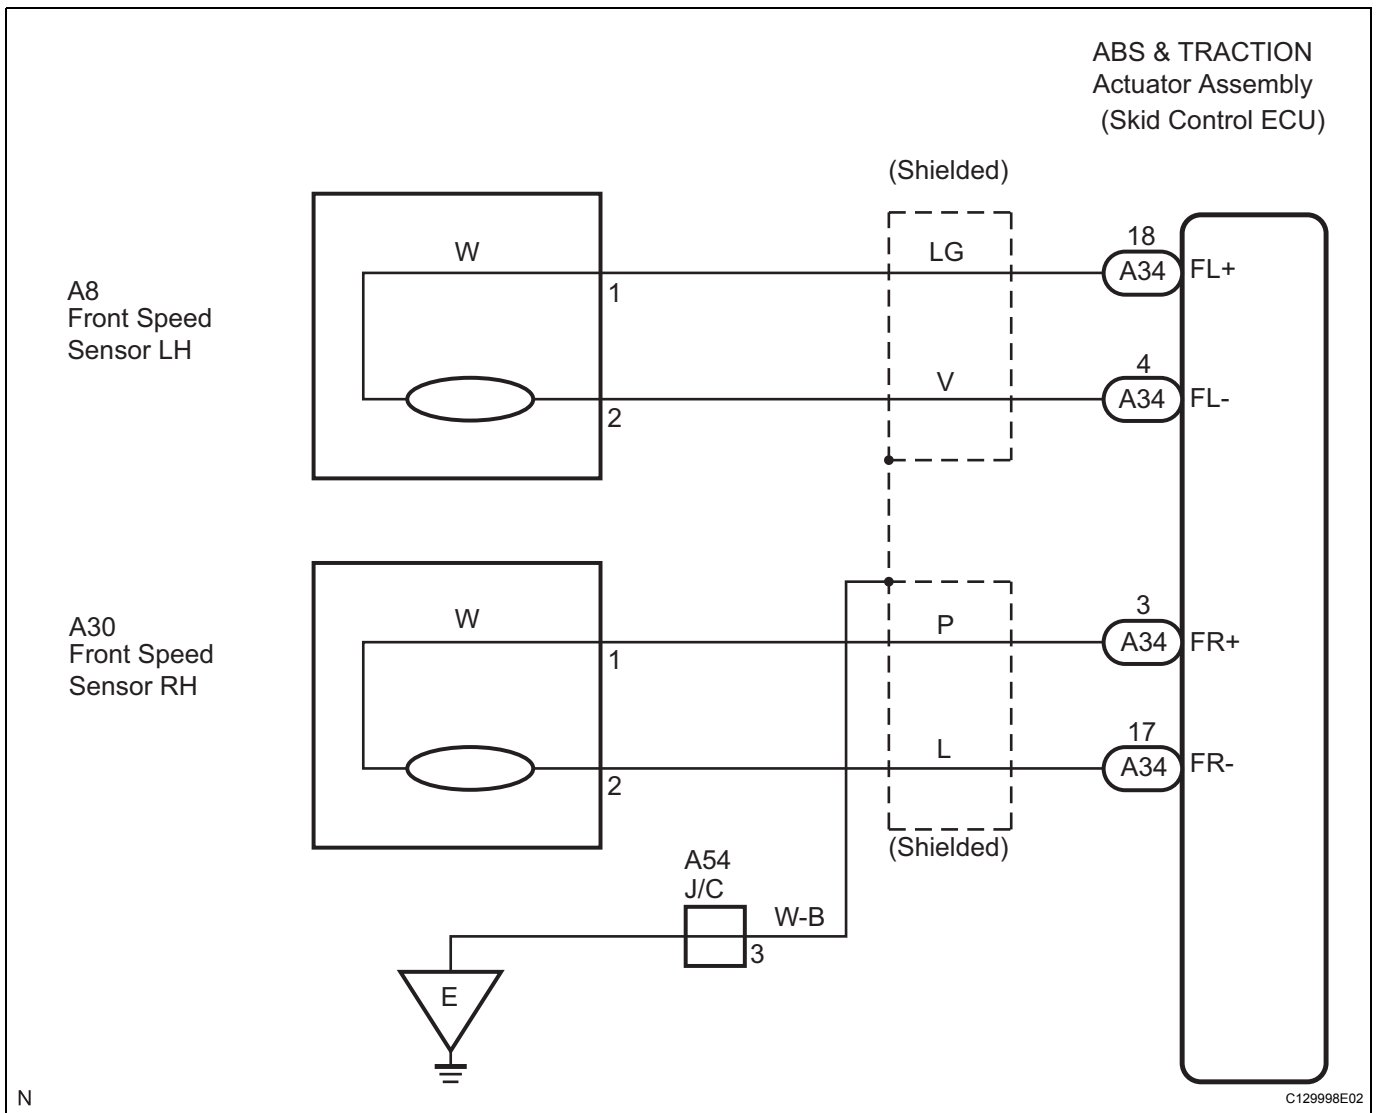 ABS & TRACTION
Actuator Assembly
(Skid Control ECU)
(Shielded)
A8
Front Speed
Sensor LH
W
1
2
LG
V
18
A34
FL+
4
A34
FL-
A30
Front Speed
Sensor RH
W
1
2
P
L
3
A34
FR+
17
A34
FR-
(Shielded)
A54
J/C
W-B
3
E
N
C129998E02